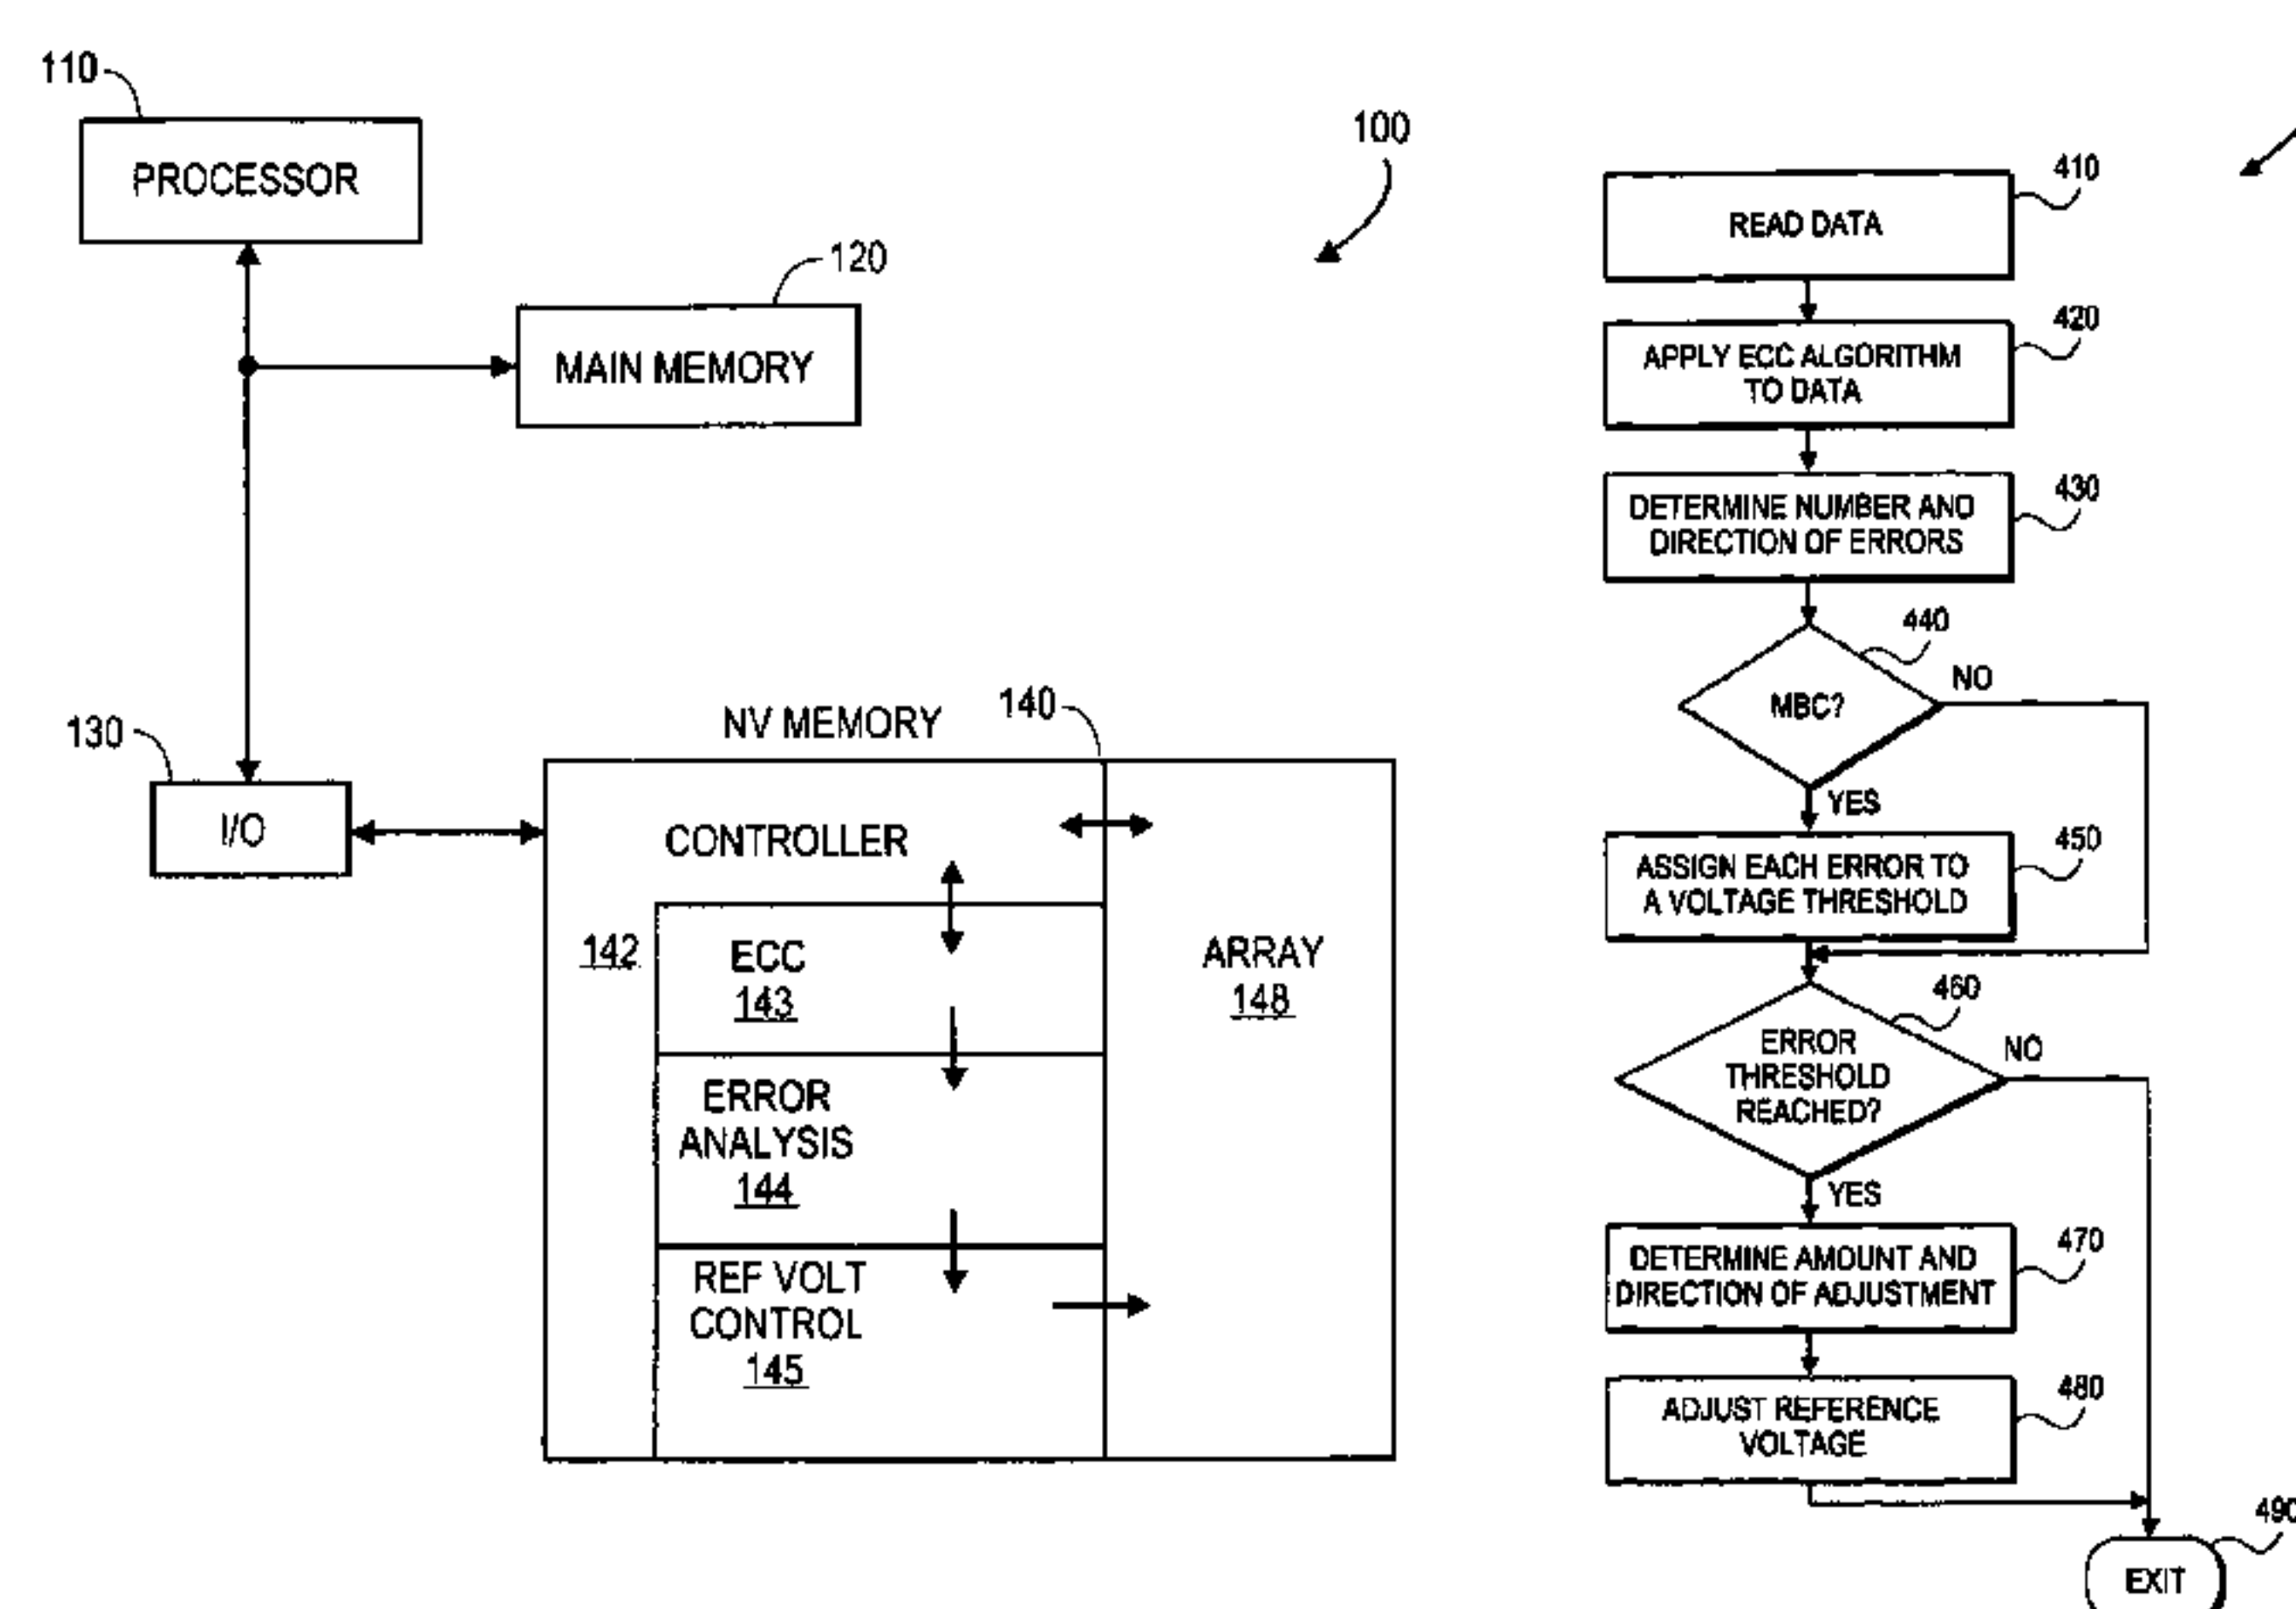 110
PROCESSOR
120
MAIN MEMORY
100
130
I/O
NV MEMORY
140
CONTROLLER
142
ECC
143
ERROR
ANALYSIS
144
REF VOLT
CONTROL
145
ARRAY
148
410
READ DATA
420
APPLY ECC ALGORITHM
TO DATA
430
DETERMINE NUMBER AND
DIRECTION OF ERRORS
440
MBC?
NO
YES
450
ASSIGN EACH ERROR TO
A VOLTAGE THRESHOLD
460
ERROR
THRESHOLD
REACHED?
NO
YES
470
DETERMINE AMOUNT AND
DIRECTION OF ADJUSTMENT
480
ADJUST REFERENCE
VOLTAGE
490
EXIT